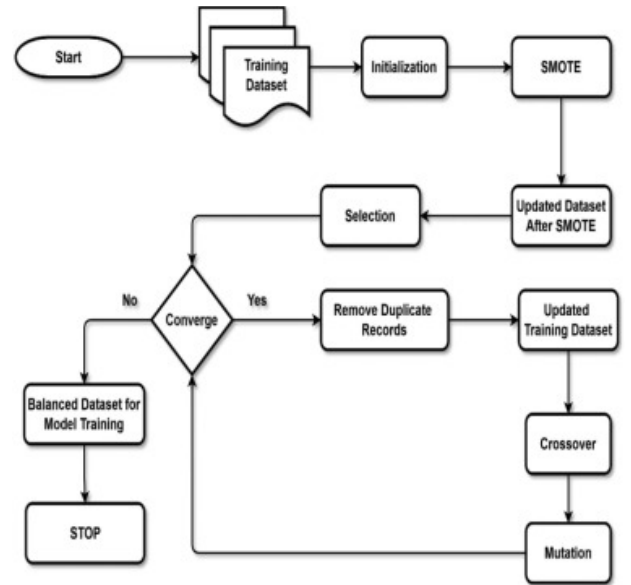 Start
Training
Dataset
Initialization
SMOTE
Selection
Updated Dataset
After SMOTE
No
Converge
Yes
Remove Duplicate
Records
Updated
Training Dataset
Balanced Dataset for
Model Training
Crossover
STOP
Mutation